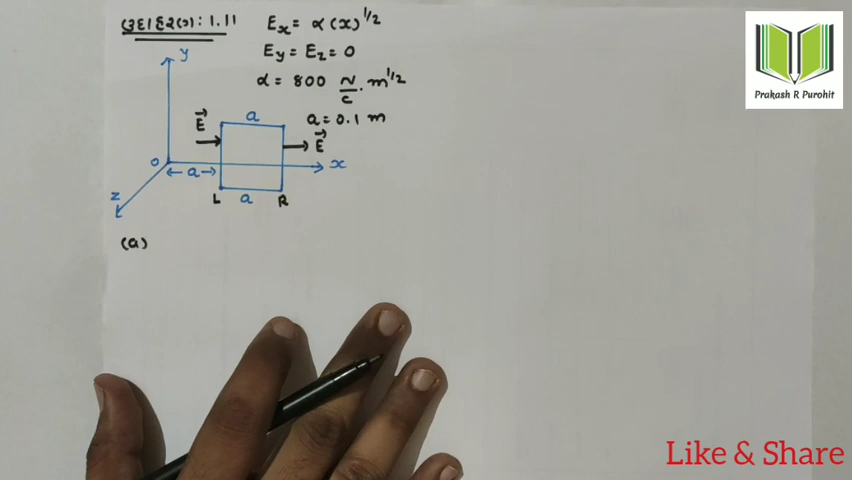 ઉદાહરણ : 1.11
Ex = α (x)^1/2
Ey = Ez = 0
α = 800 N/C . m^1/2
a = 0.1 m
y
E
a
E
O
a
x
z
L
a
R
(a)
Prakash R Purohit
Like & Share